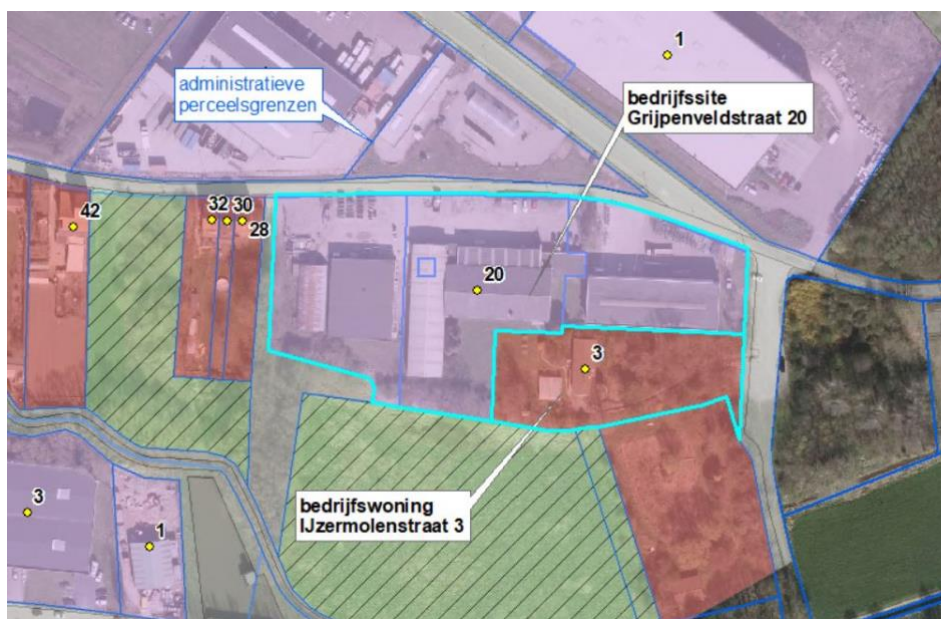 1
administratieve
perceelsgrenzen
bedrijfssite
Grijpenveldstraat 20
42
32
30
28
20
3
bedrijfswoning
IJzermolenstraat 3
3
1